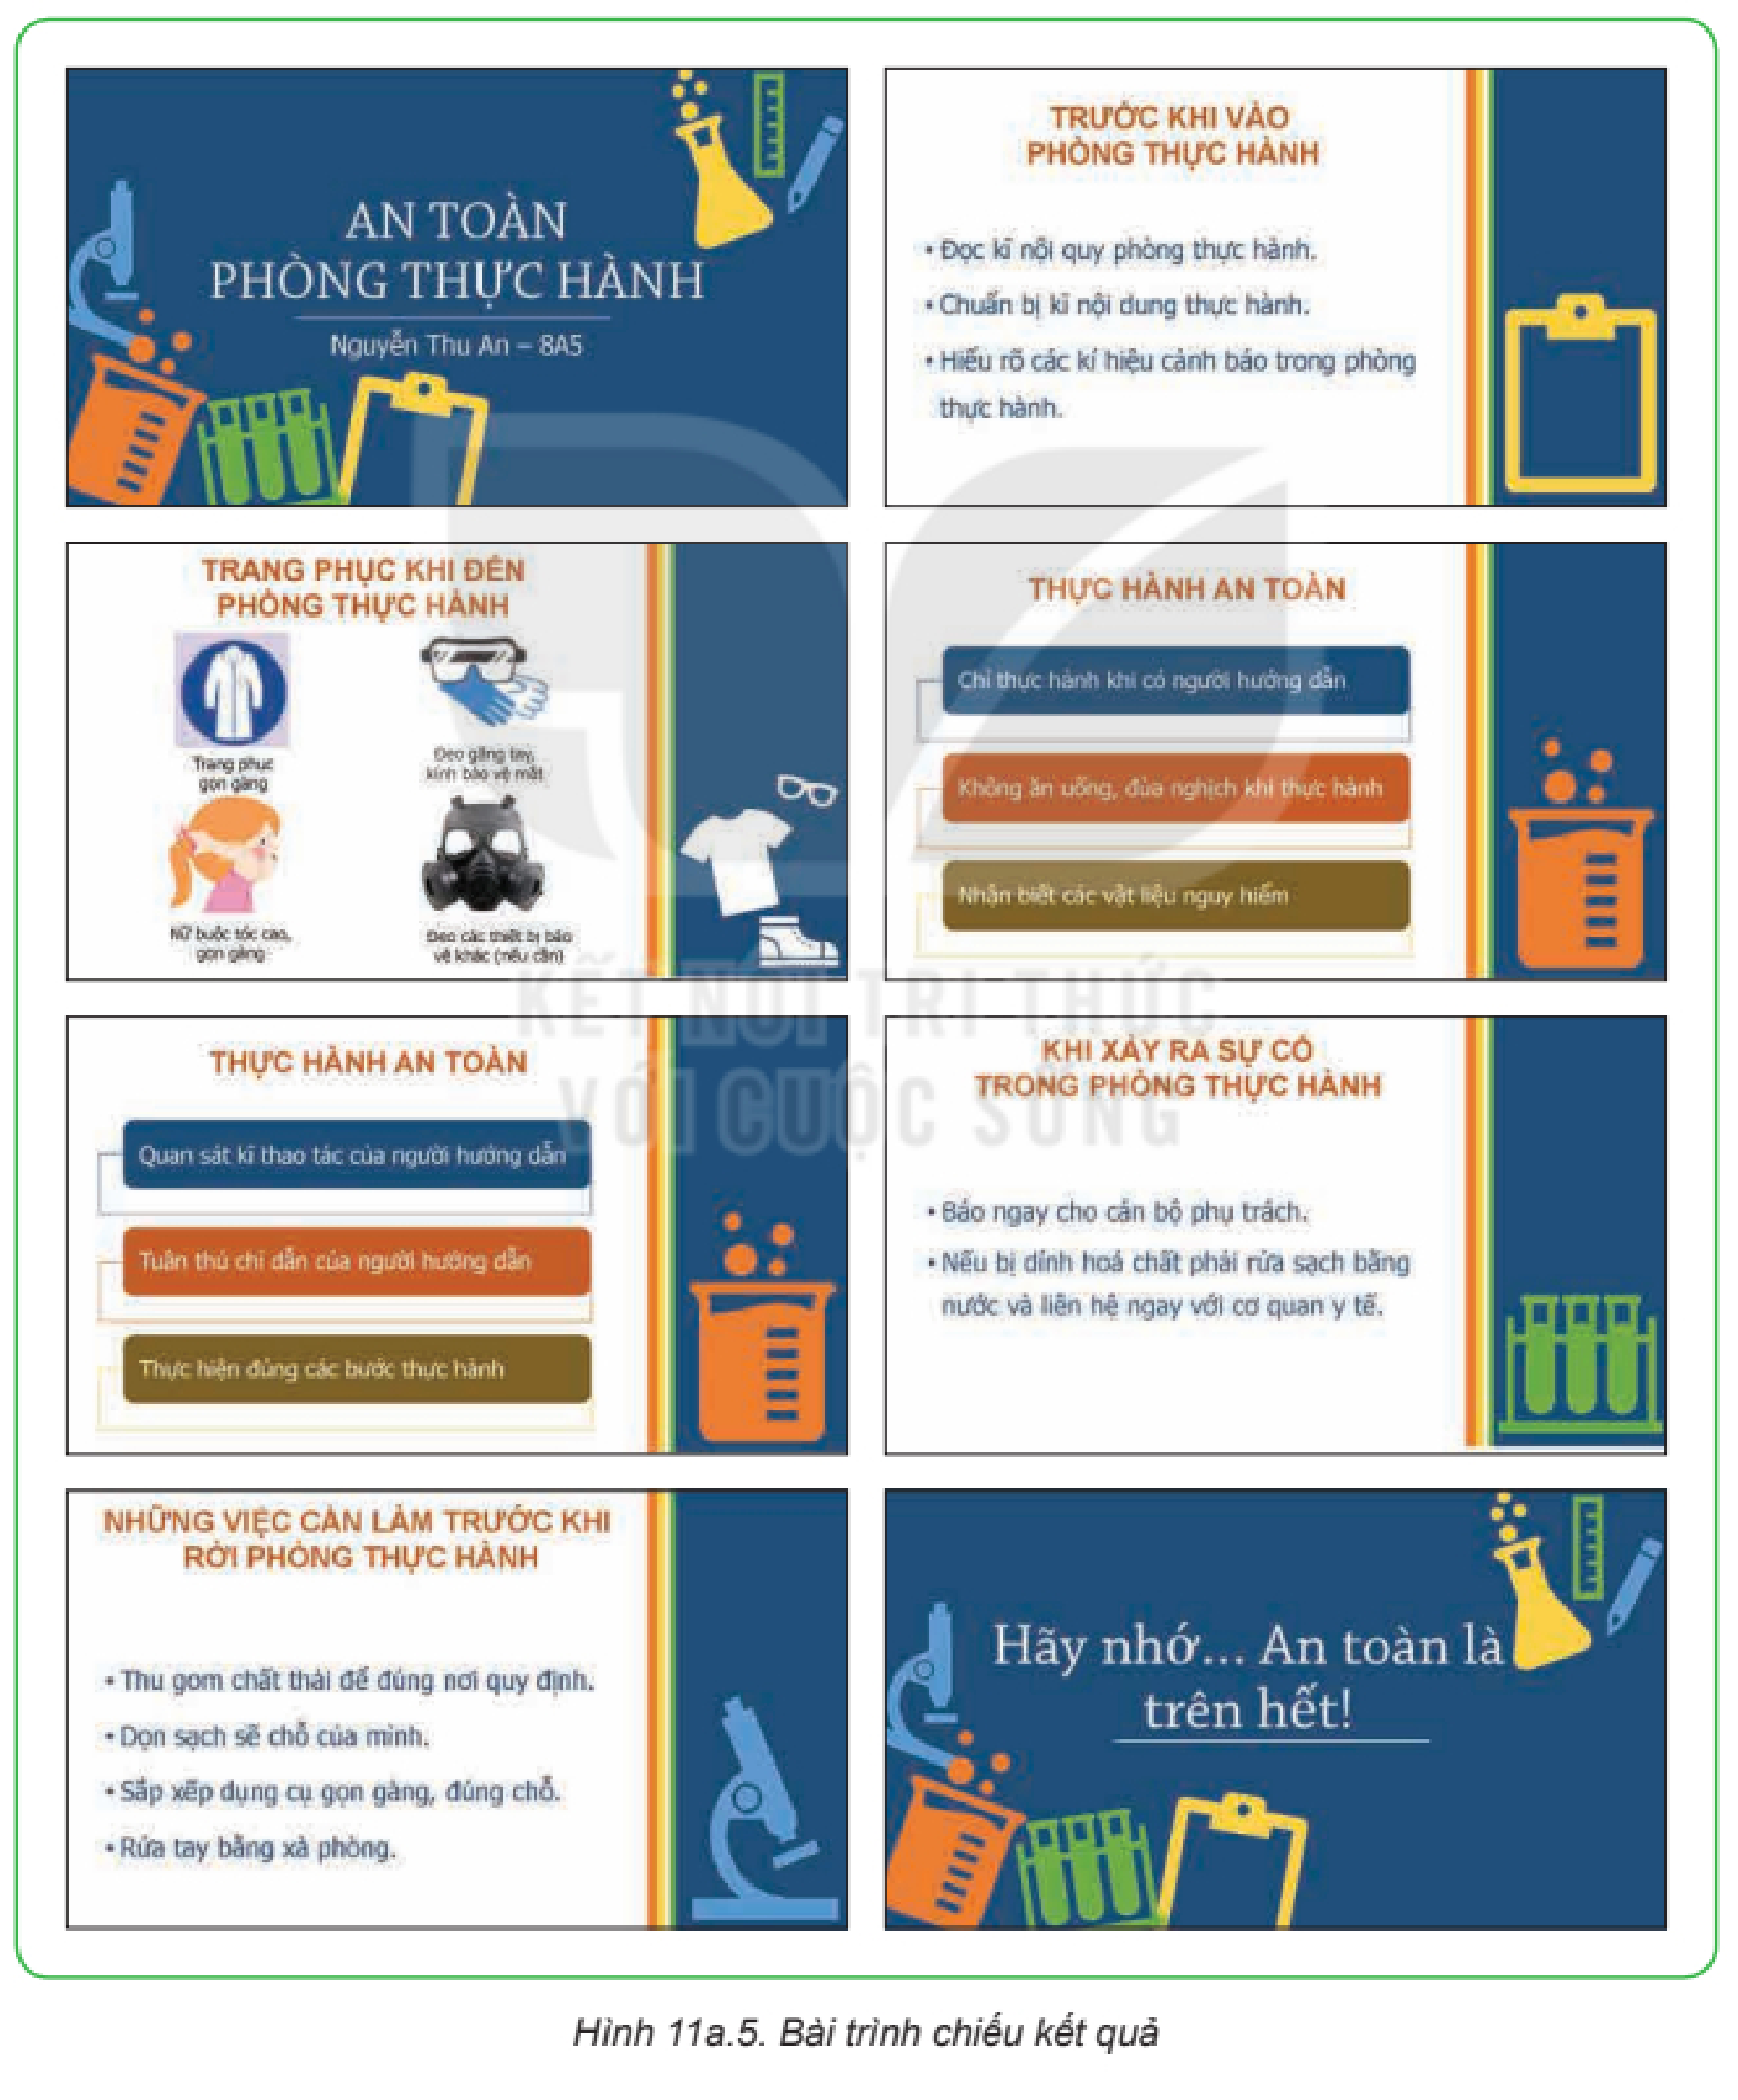 AN TOÀN
PHÒNG THỰC HÀNH
Nguyễn Thu An – 8A5
TRƯỚC KHI VÀO
PHÒNG THỰC HÀNH
• Đọc kĩ nội quy phòng thực hành.
• Chuẩn bị kĩ nội dung thực hành.
• Hiểu rõ các kí hiệu cảnh báo trong phòng
thực hành.
TRANG PHỤC KHI ĐẾN
PHÒNG THỰC HÀNH
Trang phục
gọn gàng
Đeo găng tay,
kính bảo vệ mắt
Nữ buộc tóc cao,
gọn gàng
Đeo các thiết bị bảo
vệ khác (nếu cần)
THỰC HÀNH AN TOÀN
Chỉ thực hành khi có người hướng dẫn
Không ăn uống, đùa nghịch khi thực hành
Nhận biết các vật liệu nguy hiểm
KẾT NỐI TRI THỨC
VỚI CUỘC SỐNG
THỰC HÀNH AN TOÀN
Quan sát kĩ thao tác của người hướng dẫn
Tuân thủ chỉ dẫn của người hướng dẫn
Thực hiện đúng các bước thực hành
KHI XẢY RA SỰ CỐ
TRONG PHÒNG THỰC HÀNH
• Báo ngay cho cán bộ phụ trách.
• Nếu bị dính hoá chất phải rửa sạch bằng
nước và liên hệ ngay với cơ quan y tế.
NHỮNG VIỆC CẦN LÀM TRƯỚC KHI
RỜI PHÒNG THỰC HÀNH
• Thu gom chất thải để đúng nơi quy định.
• Dọn sạch sẽ chỗ của mình.
• Sắp xếp dụng cụ gọn gàng, đúng chỗ.
• Rửa tay bằng xà phòng.
Hãy nhớ... An toàn là
trên hết!
Hình 11a.5. Bài trình chiếu kết quả